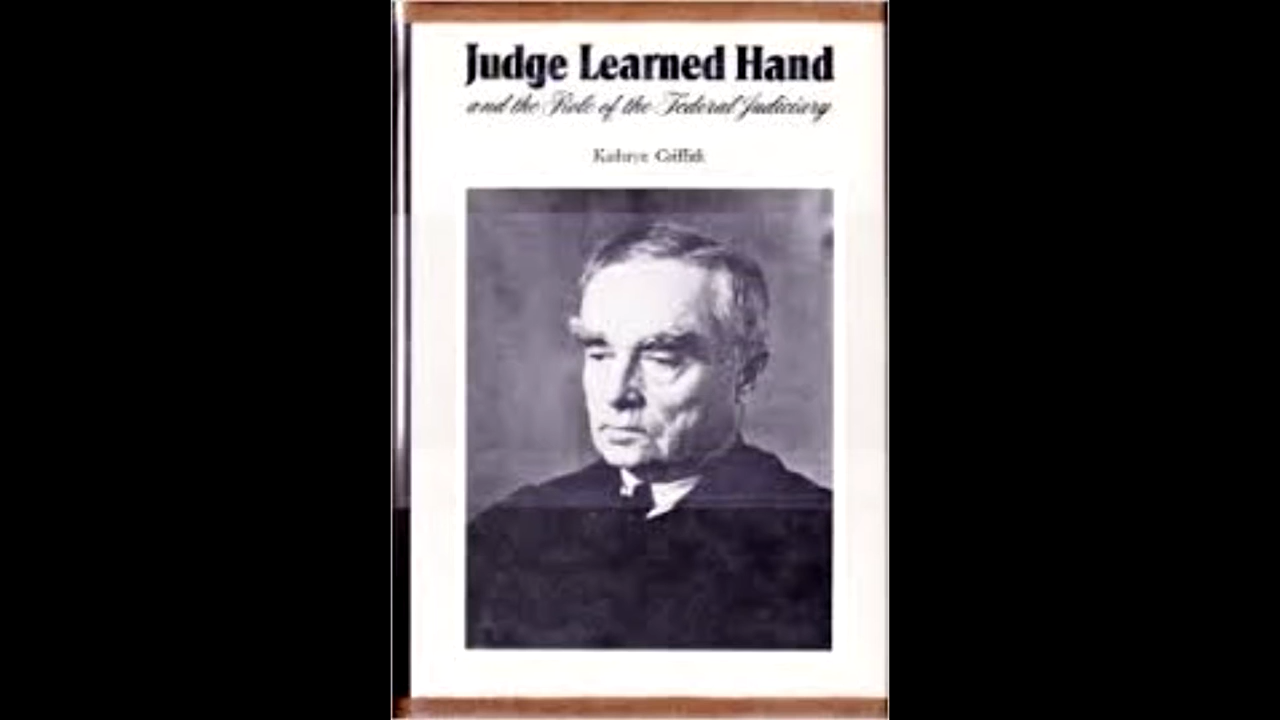 Judge Learned Hand
and the Role of the Federal Judiciary
Kathryn Griffith